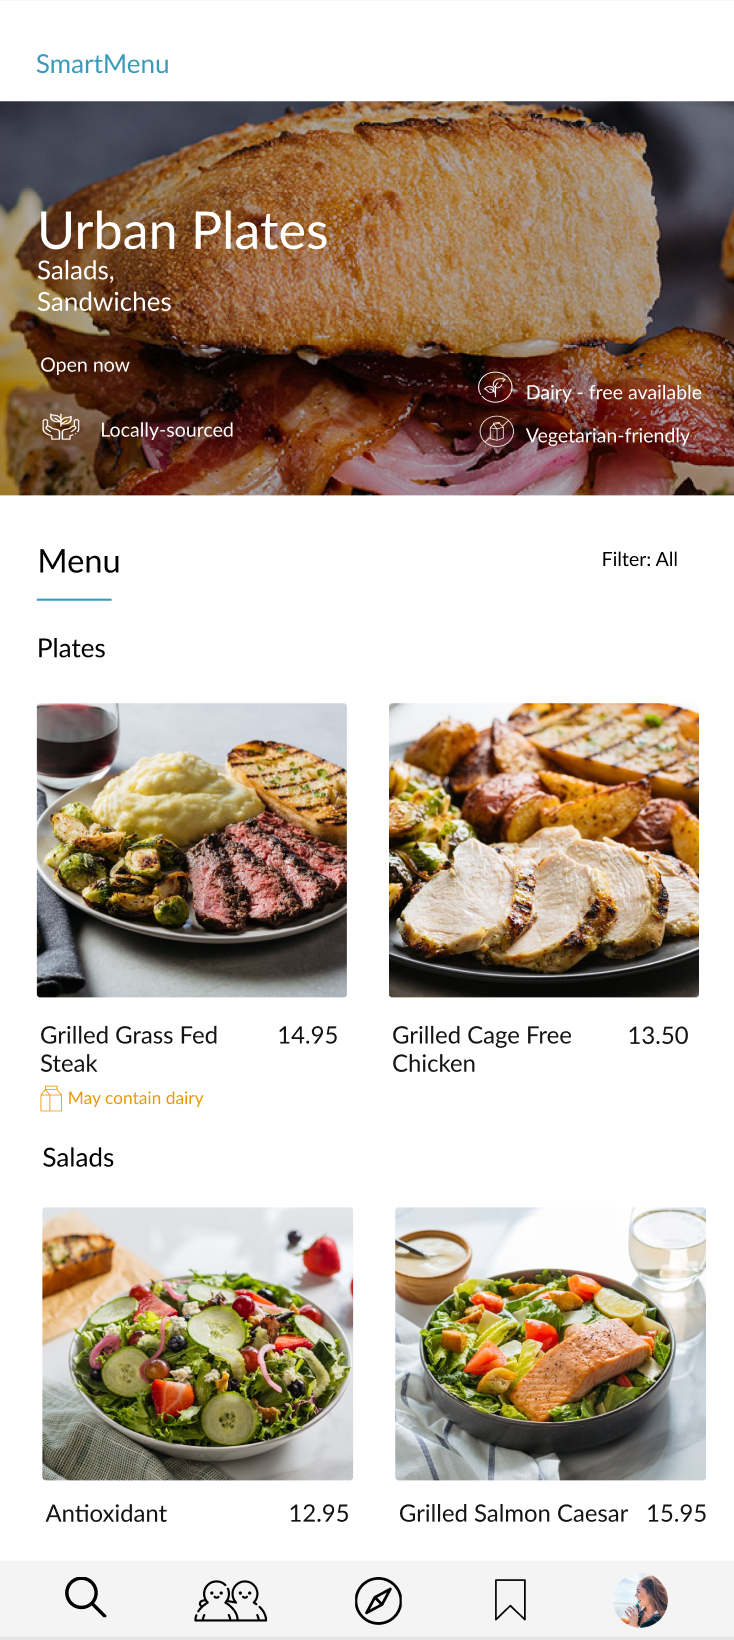 SmartMenu
Urban Plates
Salads,
Sandwiches
Open now
Locally-sourced
Dairy - free available
Vegetarian-friendly
Menu
Filter: All
Plates
Grilled Grass Fed
Steak
14.95
May contain dairy
Grilled Cage Free
Chicken
13.50
Salads
Antioxidant 12.95
Grilled Salmon Caesar 15.95